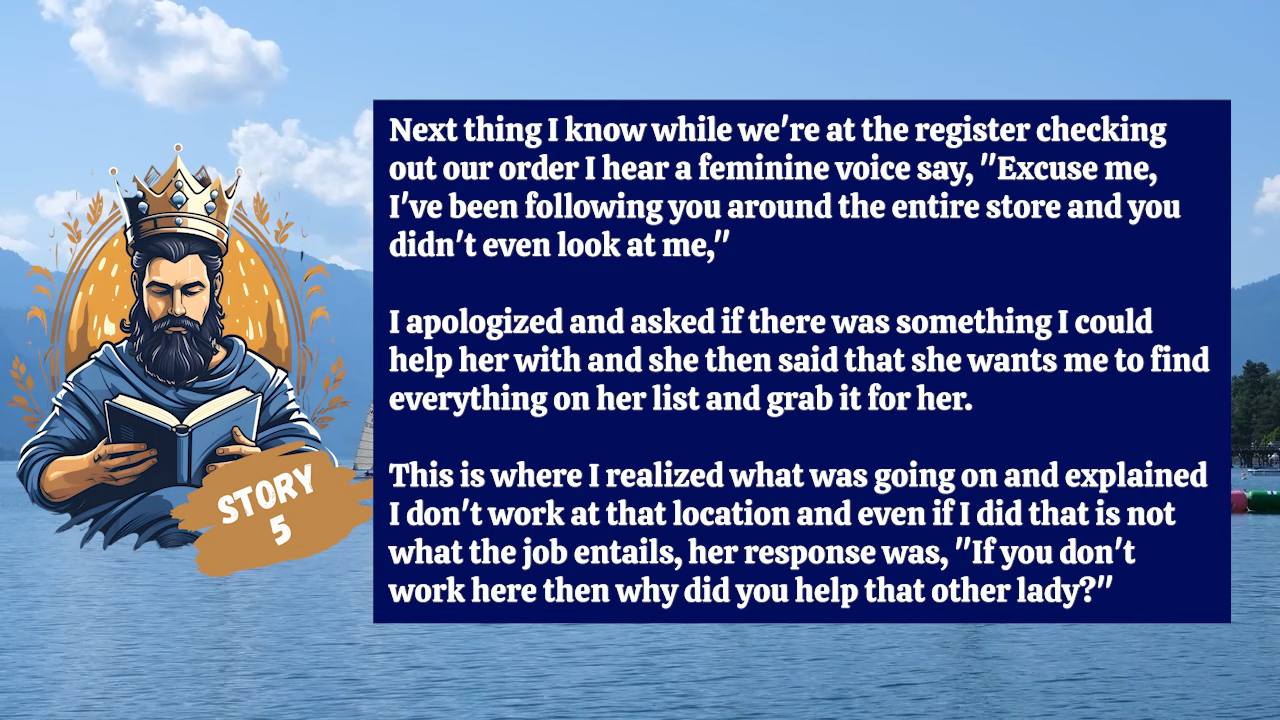 Next thing I know while we're at the register checking
out our order I hear a feminine voice say, "Excuse me,
I've been following you around the entire store and you
didn't even look at me,"
I apologized and asked if there was something I could
help her with and she then said that she wants me to find
everything on her list and grab it for her.
This is where I realized what was going on and explained
I don't work at that location and even if I did that is not
what the job entails, her response was, "If you don't
work here then why did you help that other lady?"
STORY
5